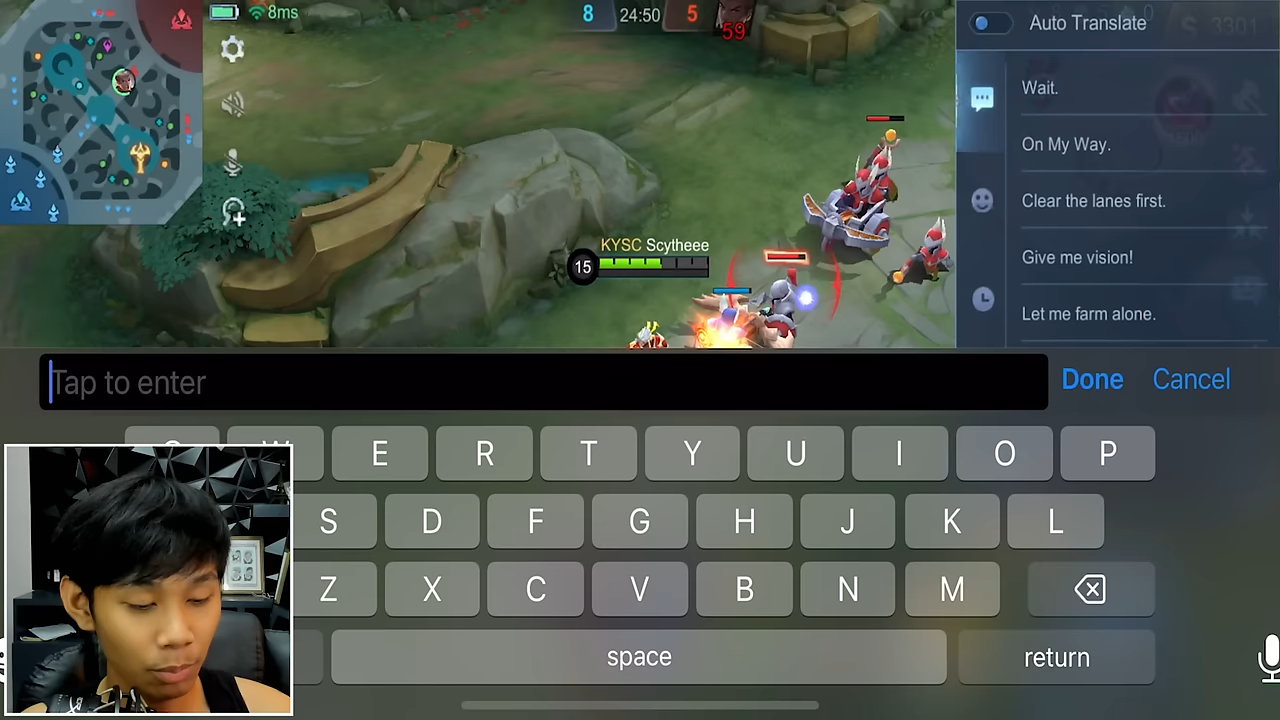 8ms
8 24:50 5
59
Auto Translate
3301
Wait.
On My Way.
Clear the lanes first.
Give me vision!
Let me farm alone.
KYSC Scytheee
15
Tap to enter
Done Cancel
E R T Y U I O P
S D F G H J K L
Z X C V B N M
space return